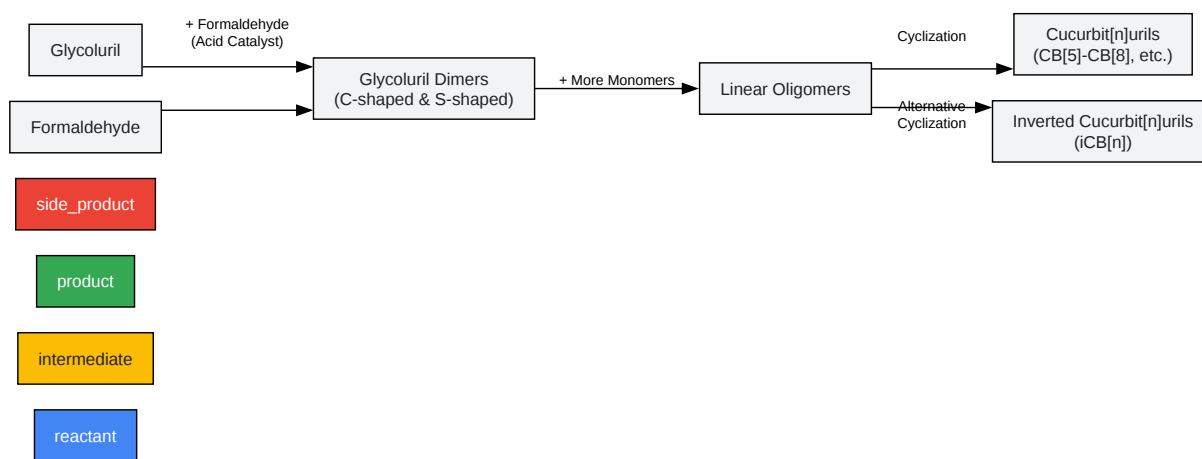 Glycoluril
+ Formaldehyde
(Acid Catalyst)
Formaldehyde
Glycoluril Dimers
(C-shaped & S-shaped)
+ More Monomers
Linear Oligomers
Cyclization
Cucurbit[n]urils
(CB[5]-CB[8], etc.)
Alternative
Cyclization
Inverted Cucurbit[n]urils
(iCB[n])
side_product
product
intermediate
reactant